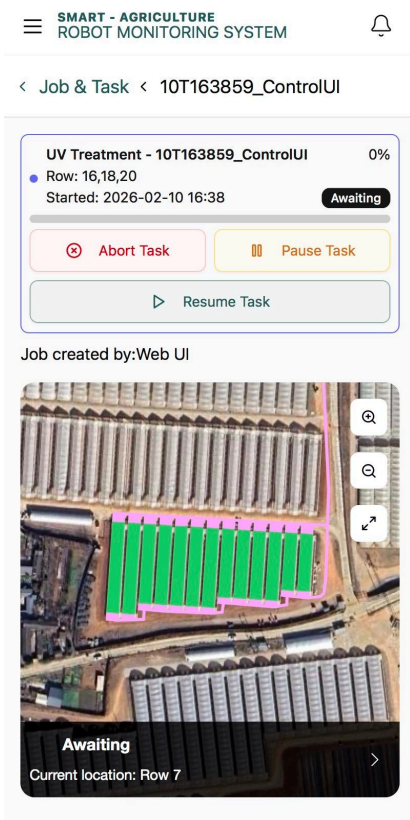 SMART - AGRICULTURE
ROBOT MONITORING SYSTEM
Job & Task
10T163859_ControlUI
UV Treatment - 10T163859_ControlUI
0%
Row: 16,18,20
Started: 2026-02-10 16:38
Awaiting
Abort Task
Pause Task
Resume Task
Job created by:Web UI
Awaiting
Current location: Row 7